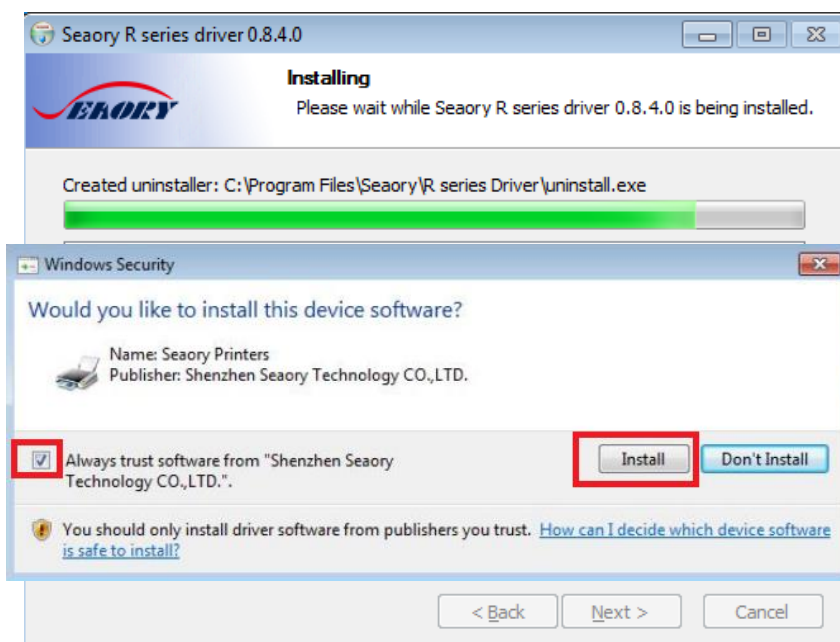 Seaory R series driver 0.8.4.0
SEAORY
Installing
Please wait while Seaory R series driver 0.8.4.0 is being installed.
Created uninstaller: C:\Program Files\Seaory\R series Driver\uninstall.exe
Windows Security
Would you like to install this device software?
Name: Seaory Printers
Publisher: Shenzhen Seaory Technology CO.,LTD.
Always trust software from "Shenzhen Seaory
Technology CO.,LTD.".
Install
Don't Install
You should only install driver software from publishers you trust. How can I decide which device software
is safe to install?
< Back
Next >
Cancel